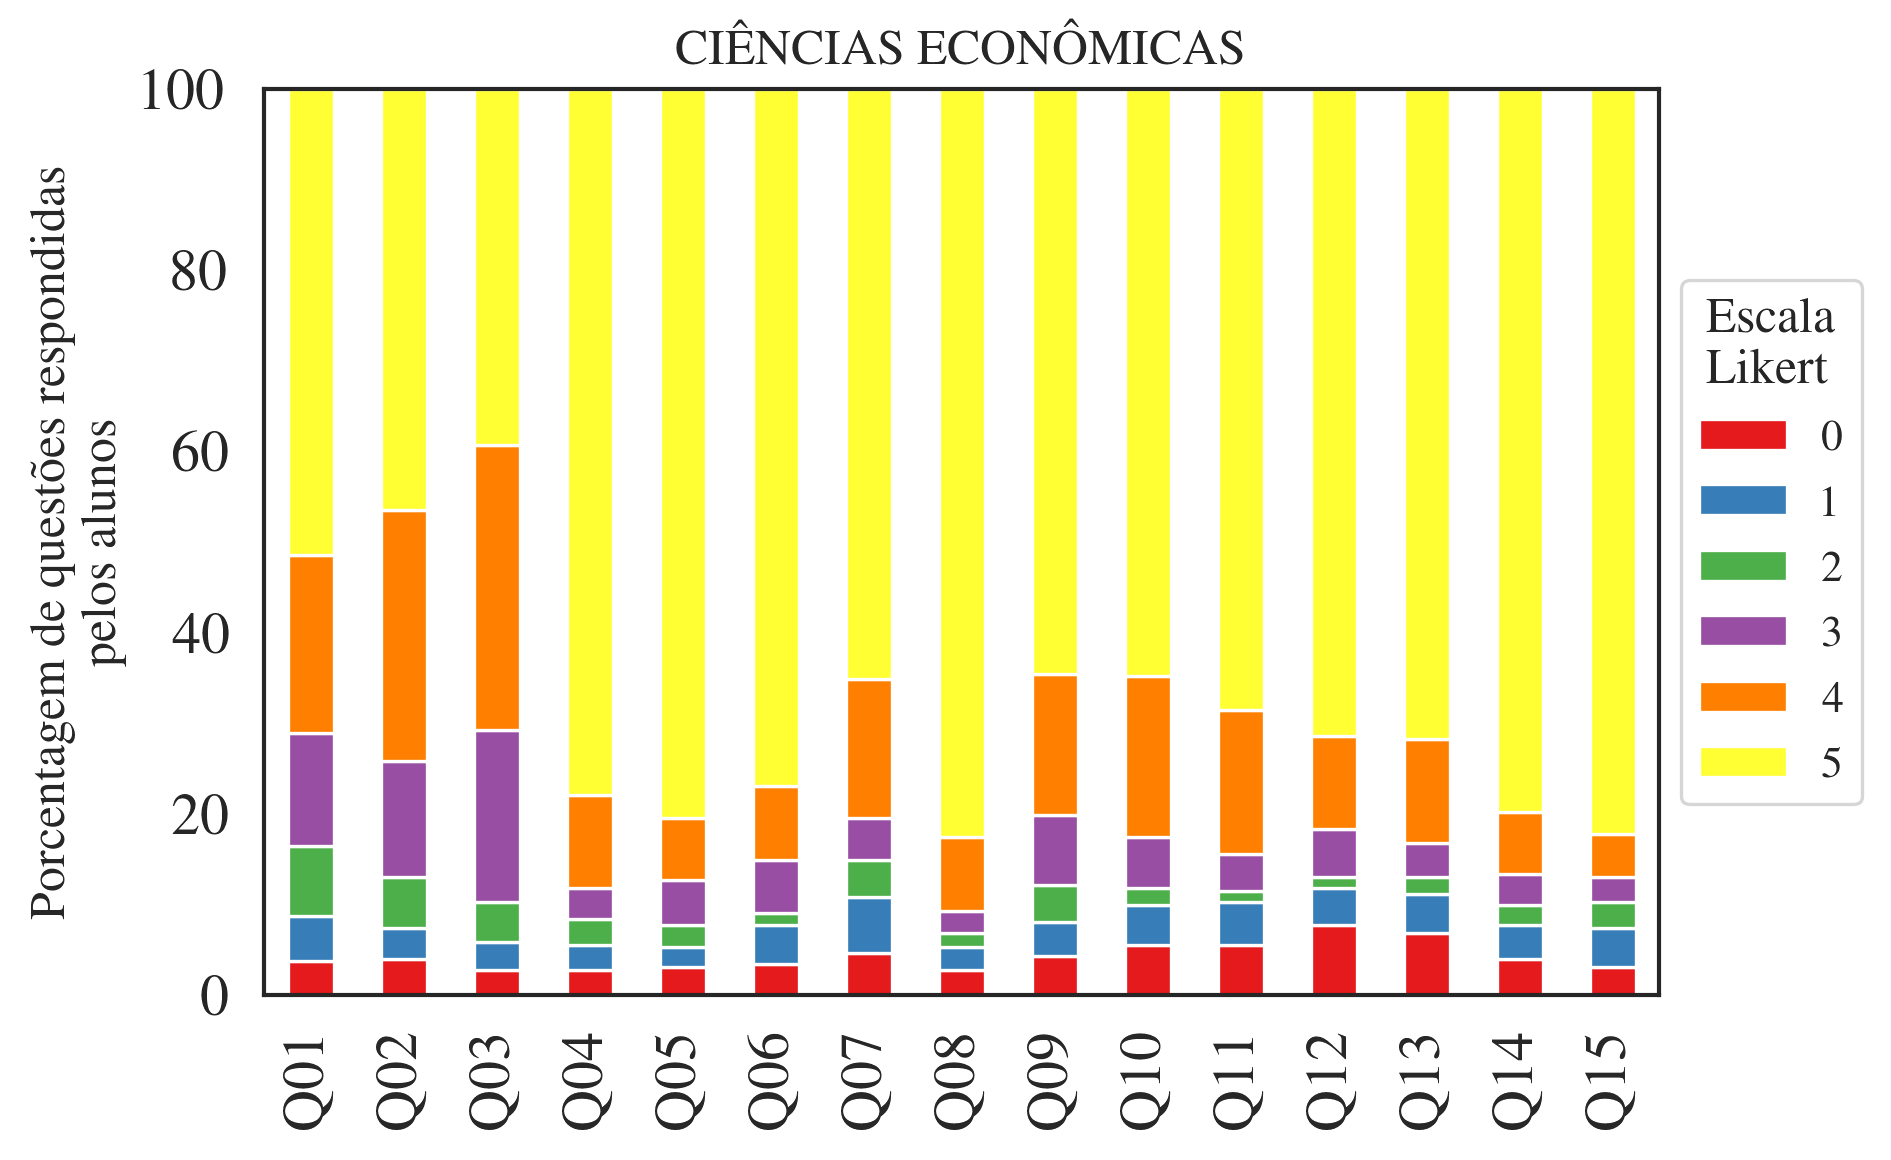 CIÊNCIAS ECONÔMICAS
Porcentagem de questões respondidas
pelos alunos
100
80
60
40
20
0
Q01
Q02
Q03
Q04
Q05
Q06
Q07
Q08
Q09
Q10
Q11
Q12
Q13
Q14
Q15
Escala
Likert
0
1
2
3
4
5